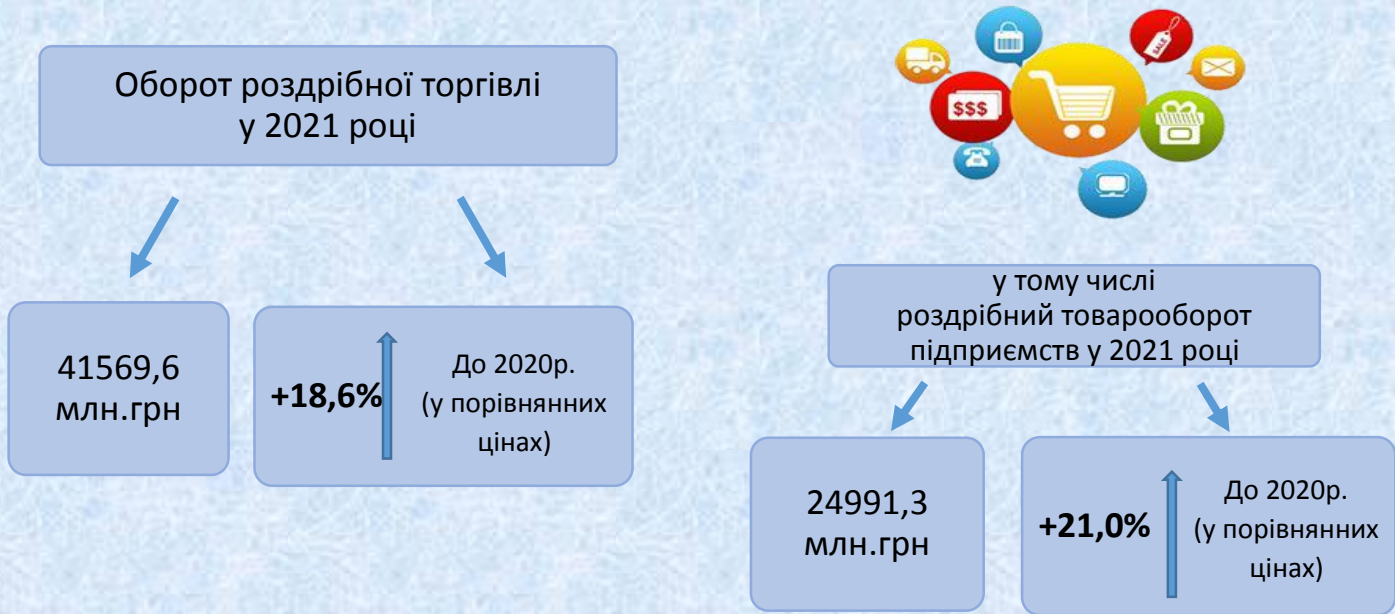 Оборот роздрібної торгівлі
у 2021 році
41569,6
млн.грн
+18,6%
До 2020р.
(у порівнянних
цінах)
$$$
SALE
у тому числі
роздрібний товарооборот
підприємств у 2021 році
24991,3
млн.грн
+21,0%
До 2020р.
(у порівнянних
цінах)